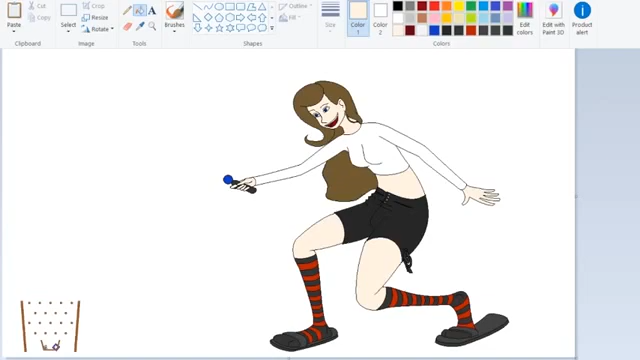 Paste
Cut
Copy
Crop
Resize
Rotate
Brushes
Outline
Fill
Size
Color 1
Color 2
Edit colors
Edit with Paint 3D
Product alert
Clipboard
Image
Tools
Shapes
Colors